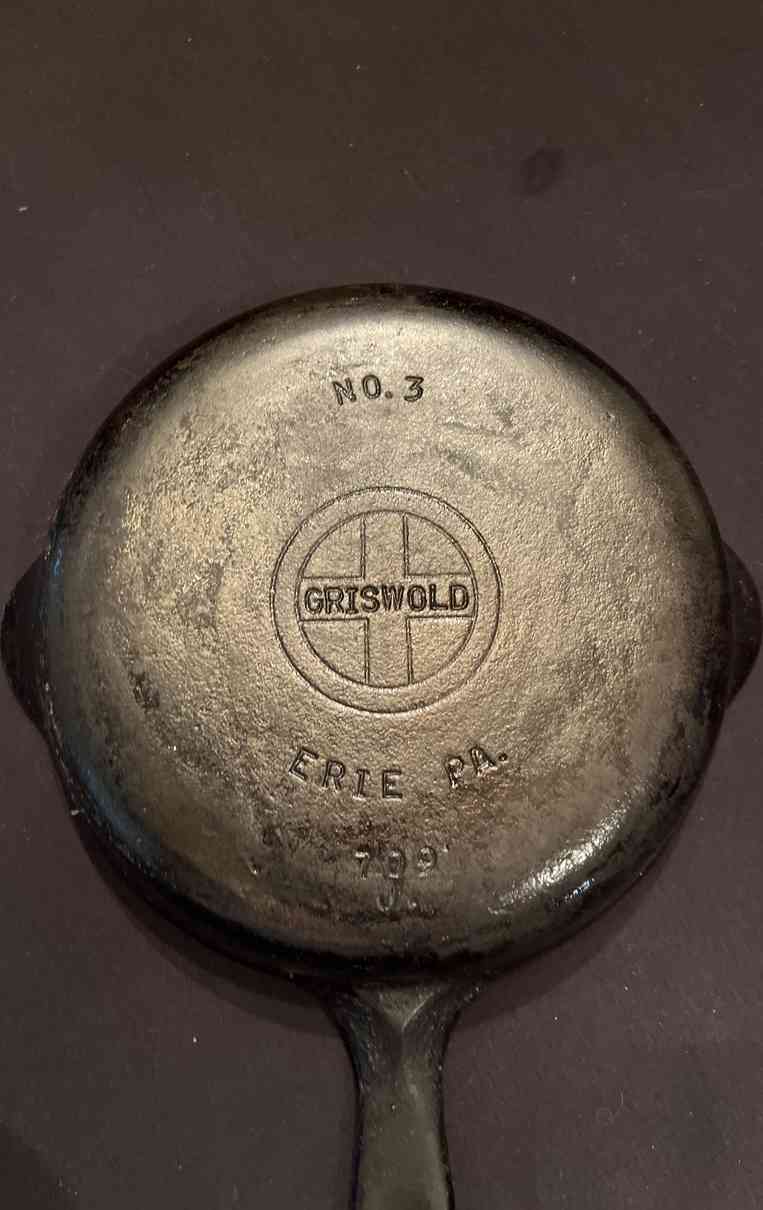 NO. 3
GRISWOLD
ERIE PA.
709
J.